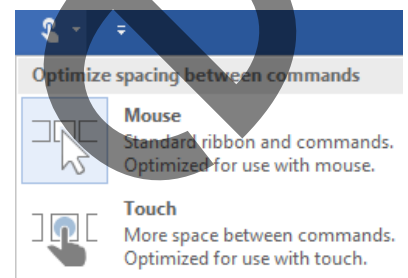 Optimize spacing between commands
Mouse
Standard ribbon and commands.
Optimized for use with mouse.
Touch
More space between commands.
Optimized for use with touch.